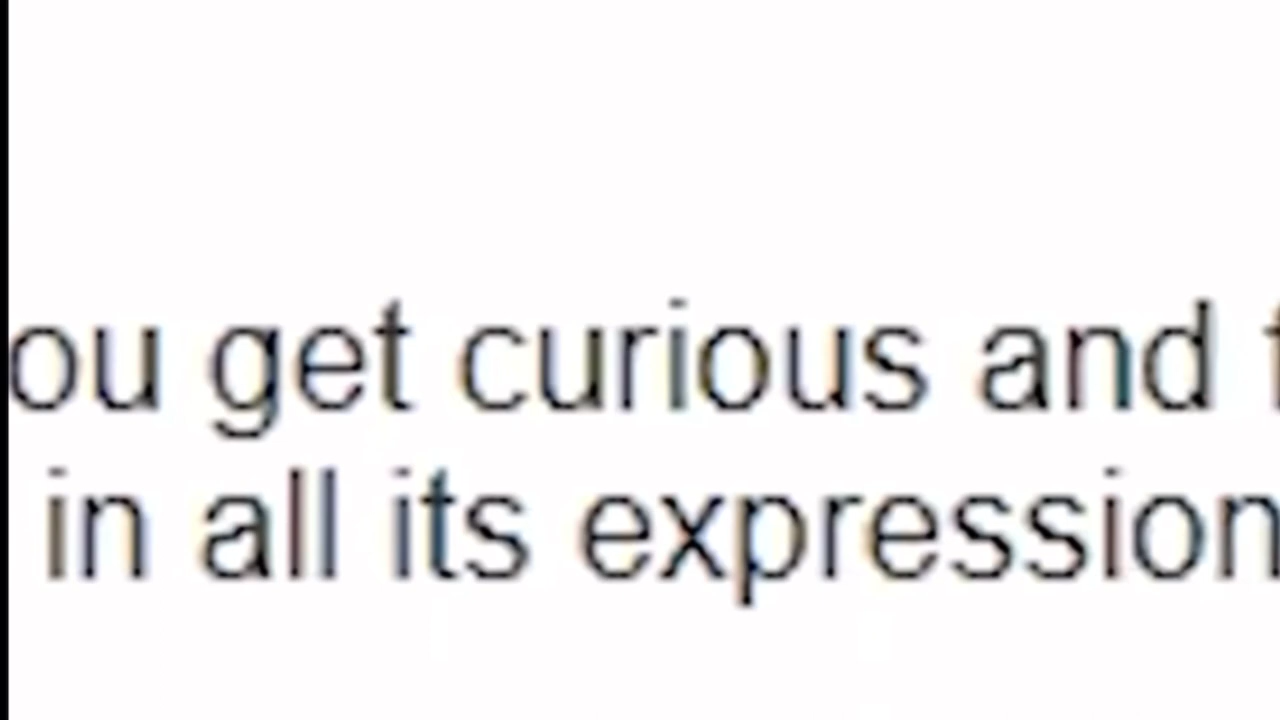 ou get curious and
in all its expression